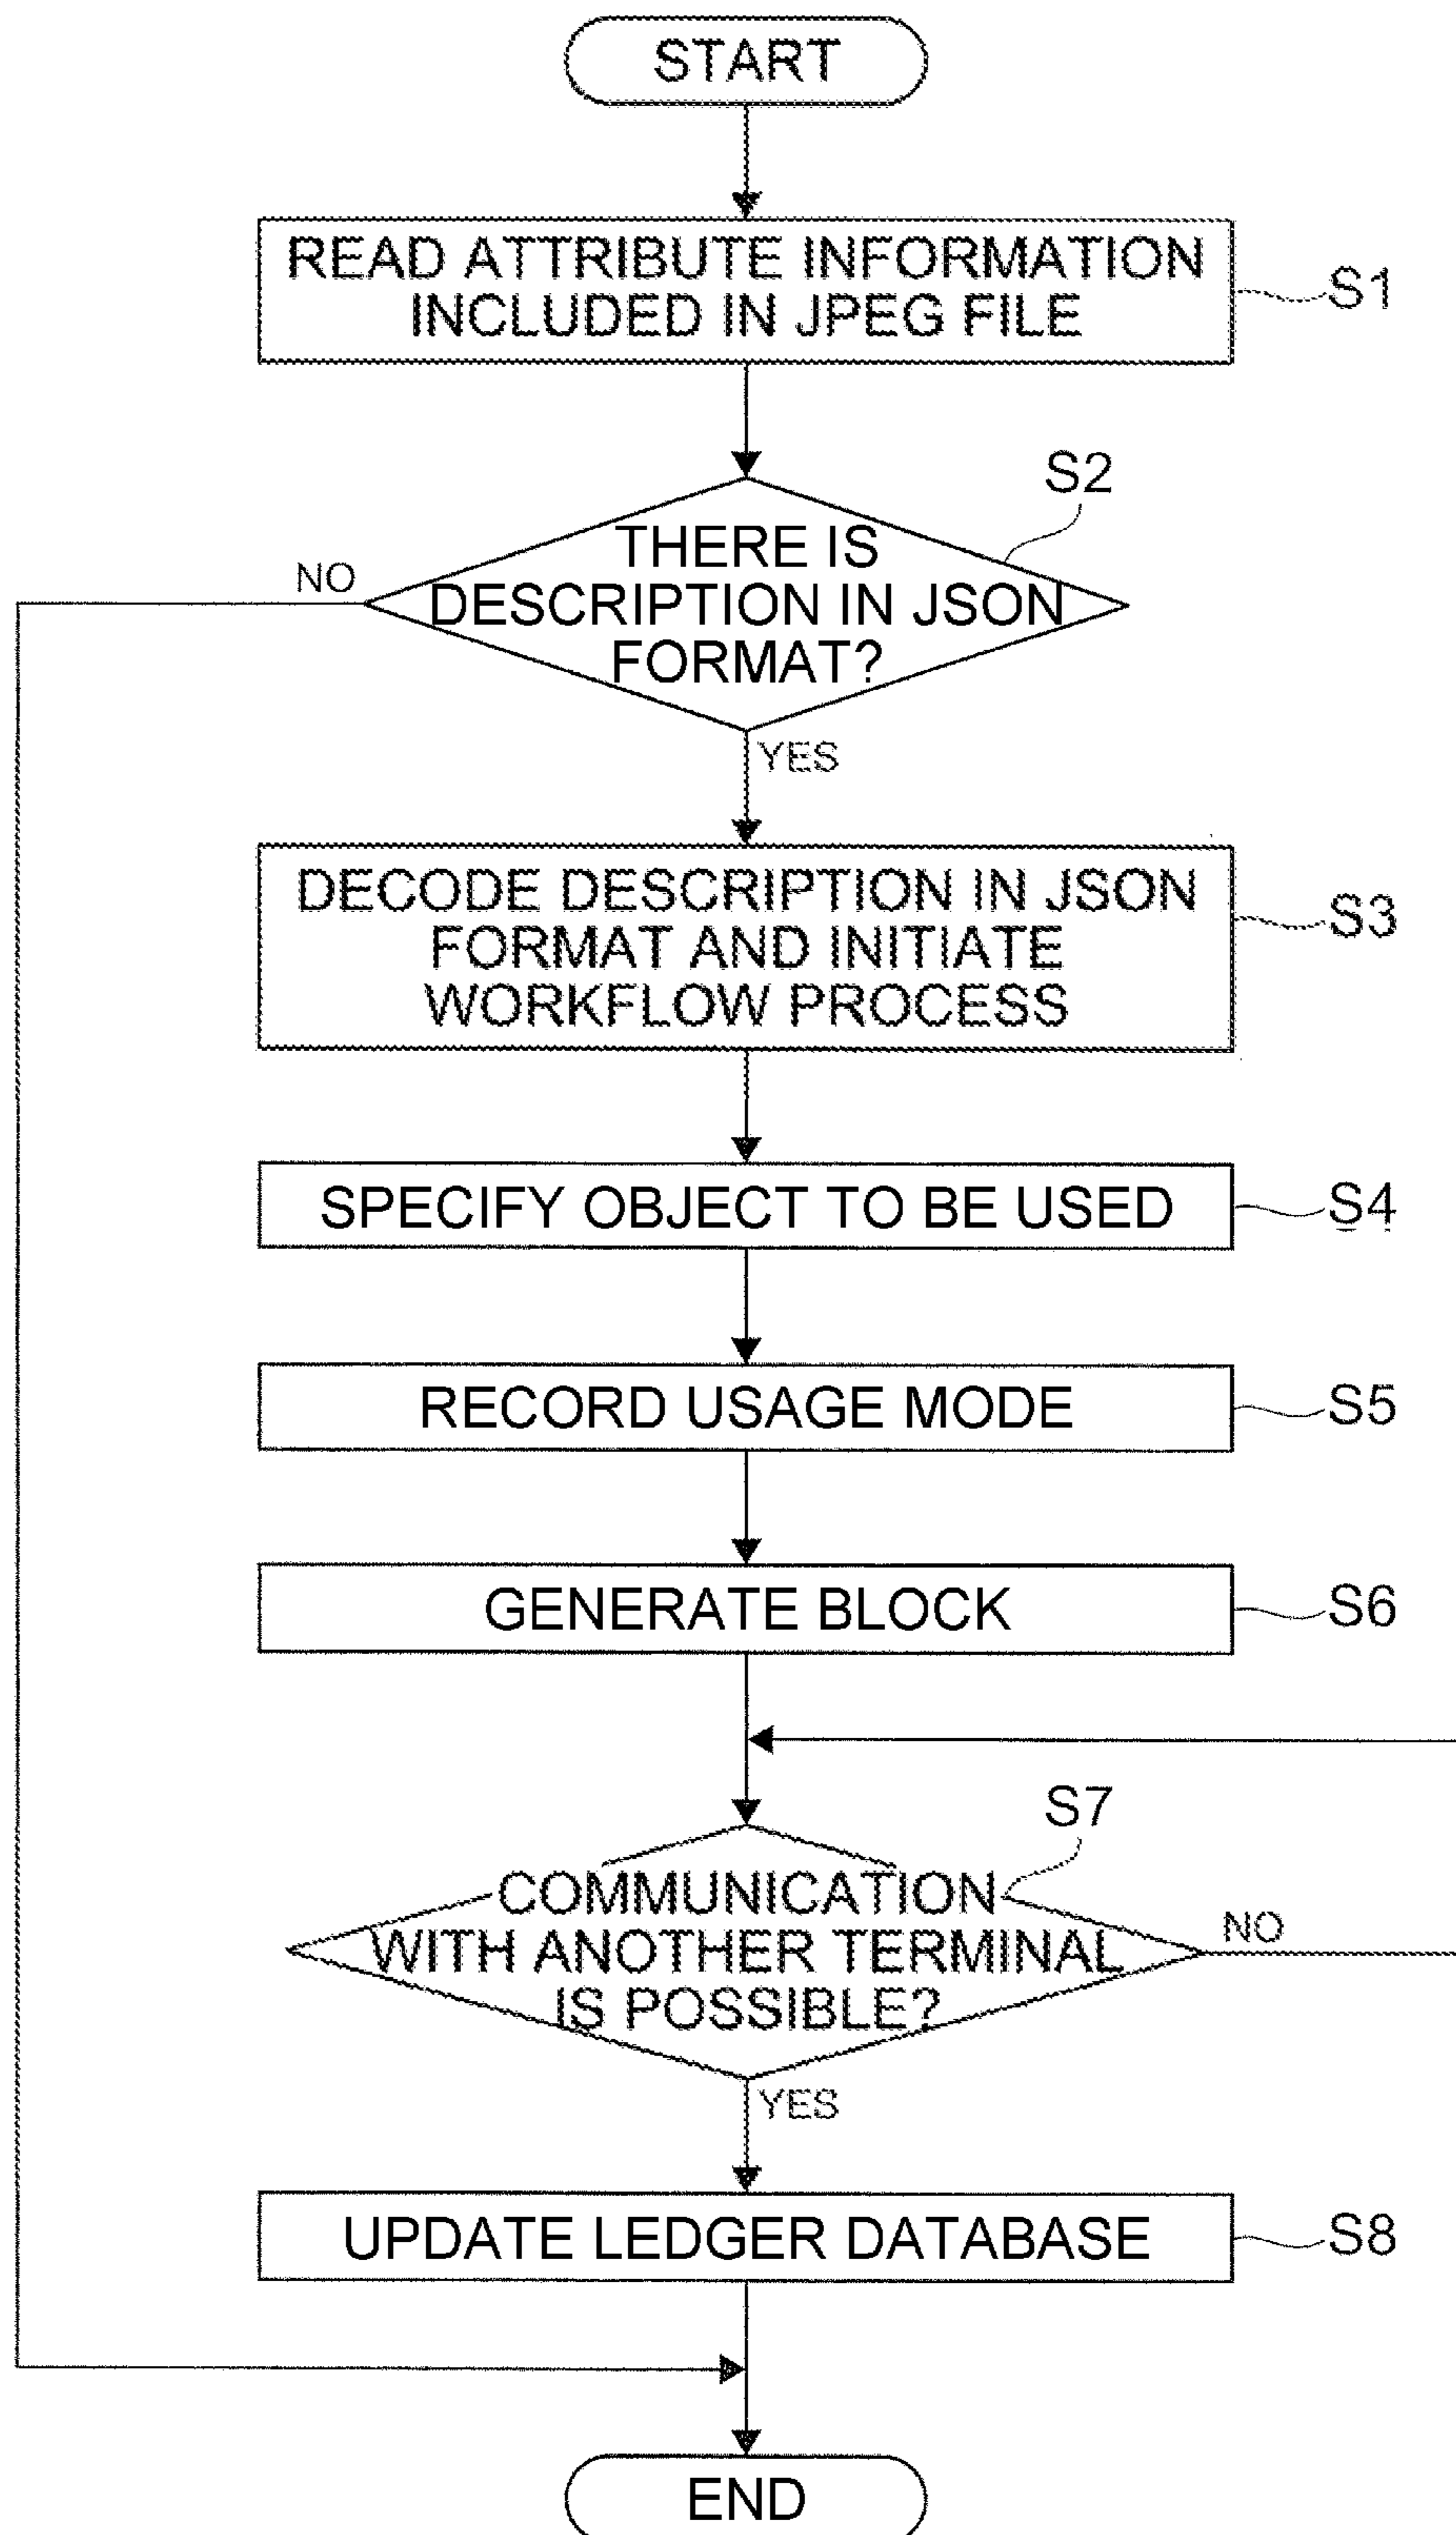 START
READ ATTRIBUTE INFORMATION
INCLUDED IN JPEG FILE
S1
S2
THERE IS
DESCRIPTION IN JSON
FORMAT?
NO
YES
DECODE DESCRIPTION IN JSON
FORMAT AND INITIATE
WORKFLOW PROCESS
S3
SPECIFY OBJECT TO BE USED
S4
RECORD USAGE MODE
S5
GENERATE BLOCK
S6
S7
COMMUNICATION
WITH ANOTHER TERMINAL
IS POSSIBLE?
NO
YES
UPDATE LEDGER DATABASE
S8
END